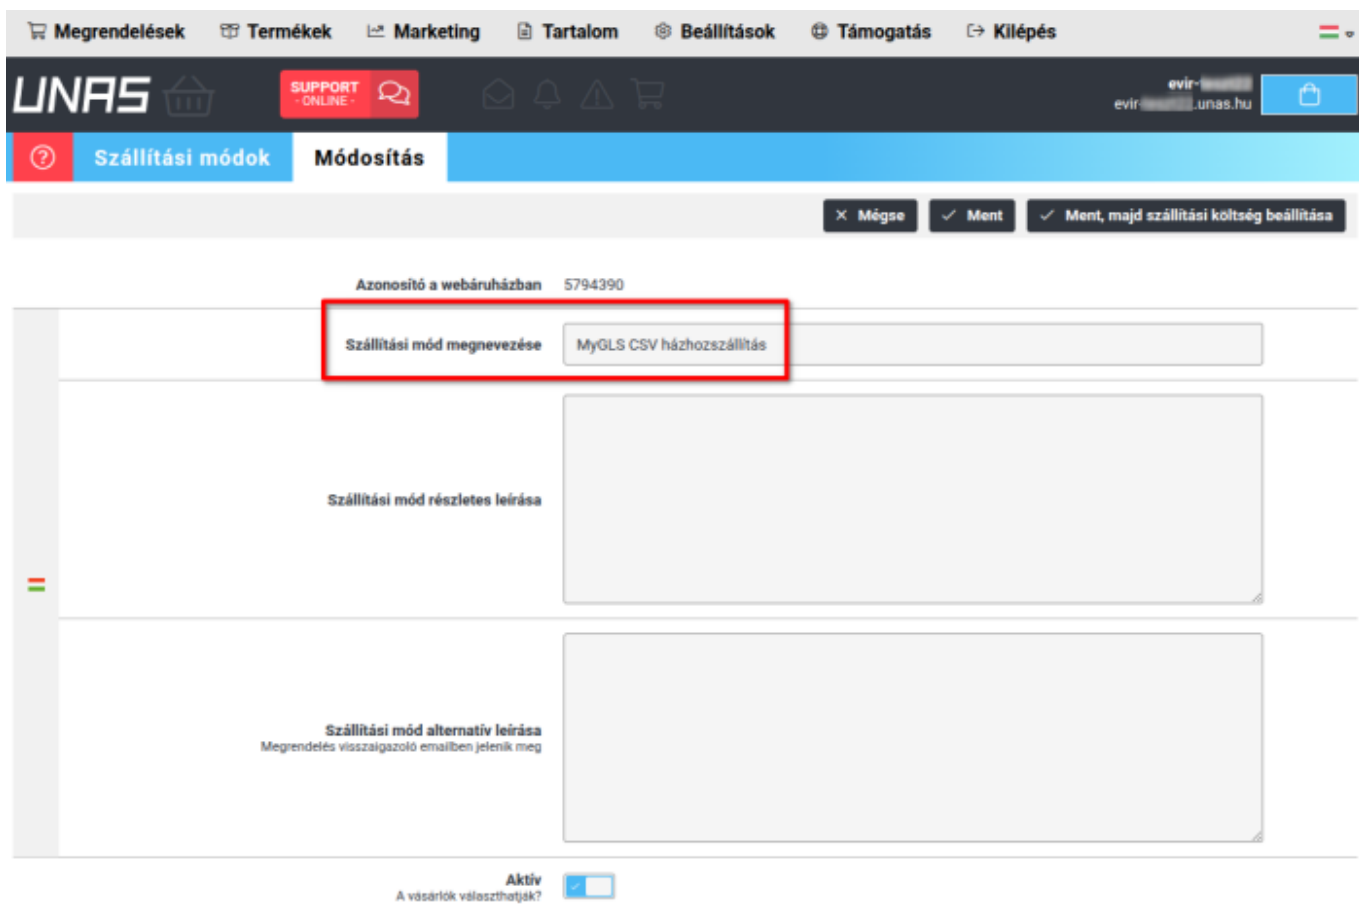 Megrendelések Termékek Marketing Tartalom Beállítások Támogatás Kilépés
UNAS SUPPORT
- ONLINE -
evir-
evir- .unas.hu
Szállítási módok Módosítás
Mégse Ment Ment, majd szállítási költség beállítása
Azonosító a webáruházban 5794390
Szállítási mód megnevezése MyGLS CSV házhozszállítás
Szállítási mód részletes leírása
Szállítási mód alternatív leírása
Megrendelés visszaigazoló emailben jelenik meg
Aktív
A vásárlók választhatják?